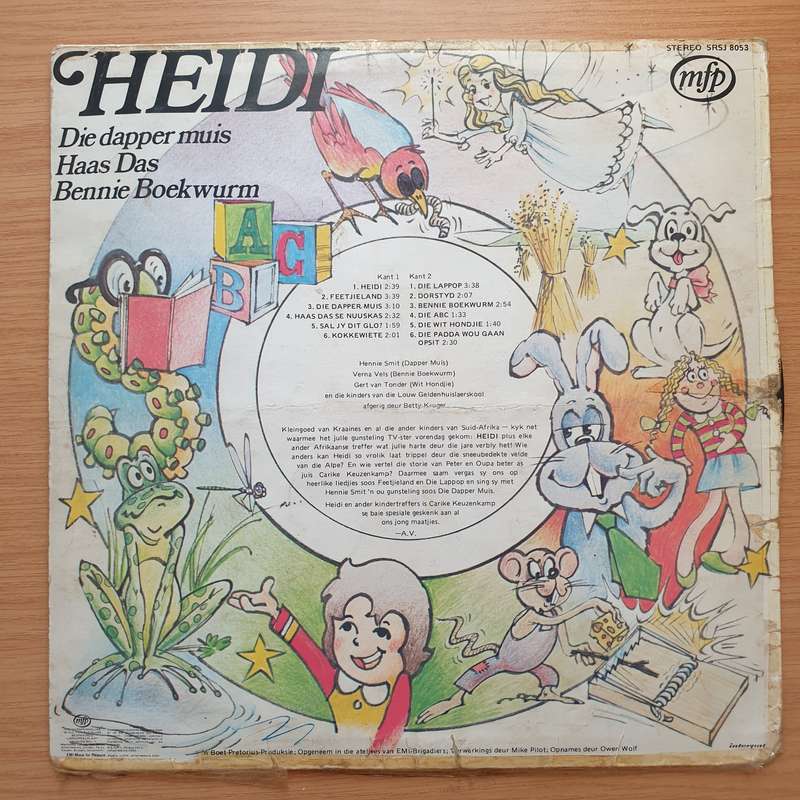 HEIDI
Die dapper muis
Haas Das
Bennie Boekwurm
STEREO SRSJ 8053
mfp
A
B
C
Kant 1
1. HEIDI 2:39
2. FEETJIELAND 3:39
3. DIE DAPPER MUIS 3:10
4. HAAS DAS SE NUUSKAS 2:32
5. SAL JY DIT GLO? 1:59
6. KOKKEWIETE 2:01
Kant 2
1. DIE LAPPOP 3:38
2. DORSTYD 2:07
3. BENNIE BOEKWURM 2:54
4. DIE ABC 1:33
5. DIE WIT HONDJIE 1:40
6. DIE PADDA WOU GAAN
OPSIT 2:30
Hennie Smit (Dapper Muis)
Verna Vels (Bennie Boekwurm)
Gert van Tonder (Wit Hondjie)
en die kinders van die Louw Geldenhuislaerskool
afgerig deur Betty Kruger
Kleingoed van Kraaines en al die ander kinders van Suid-Afrika — kyk net
waarmee het julle gunsteling TV-ster vorendag gekom: HEIDI plus elke
ander Afrikaanse treffer wat julle harte deur die jare verbly het! Wie
anders kan Heidi so vrolik laat trippel deur die sneeubedekte velde
van die Alpe? En wie vertel die storie van Peter en Oupa beter as
juis Carike Keuzenkamp? Daarmee saam vergas sy ons op
heerlike liedjies soos Feetjieland en Die Lappop en sing sy met
Hennie Smit 'n ou gunsteling soos Die Dapper Muis.
Heidi en ander kindertreffers is Carike Keuzenkamp
se baie spesiale geskenk aan al
ons jong maatjies.
—A.V.
mfp
'n Boet Pretorius-Produksie; Opgeneem in die ateljees van EMI-Brigadiers; Verwerkings deur Mike Pilot; Opnames deur Owen Wolf